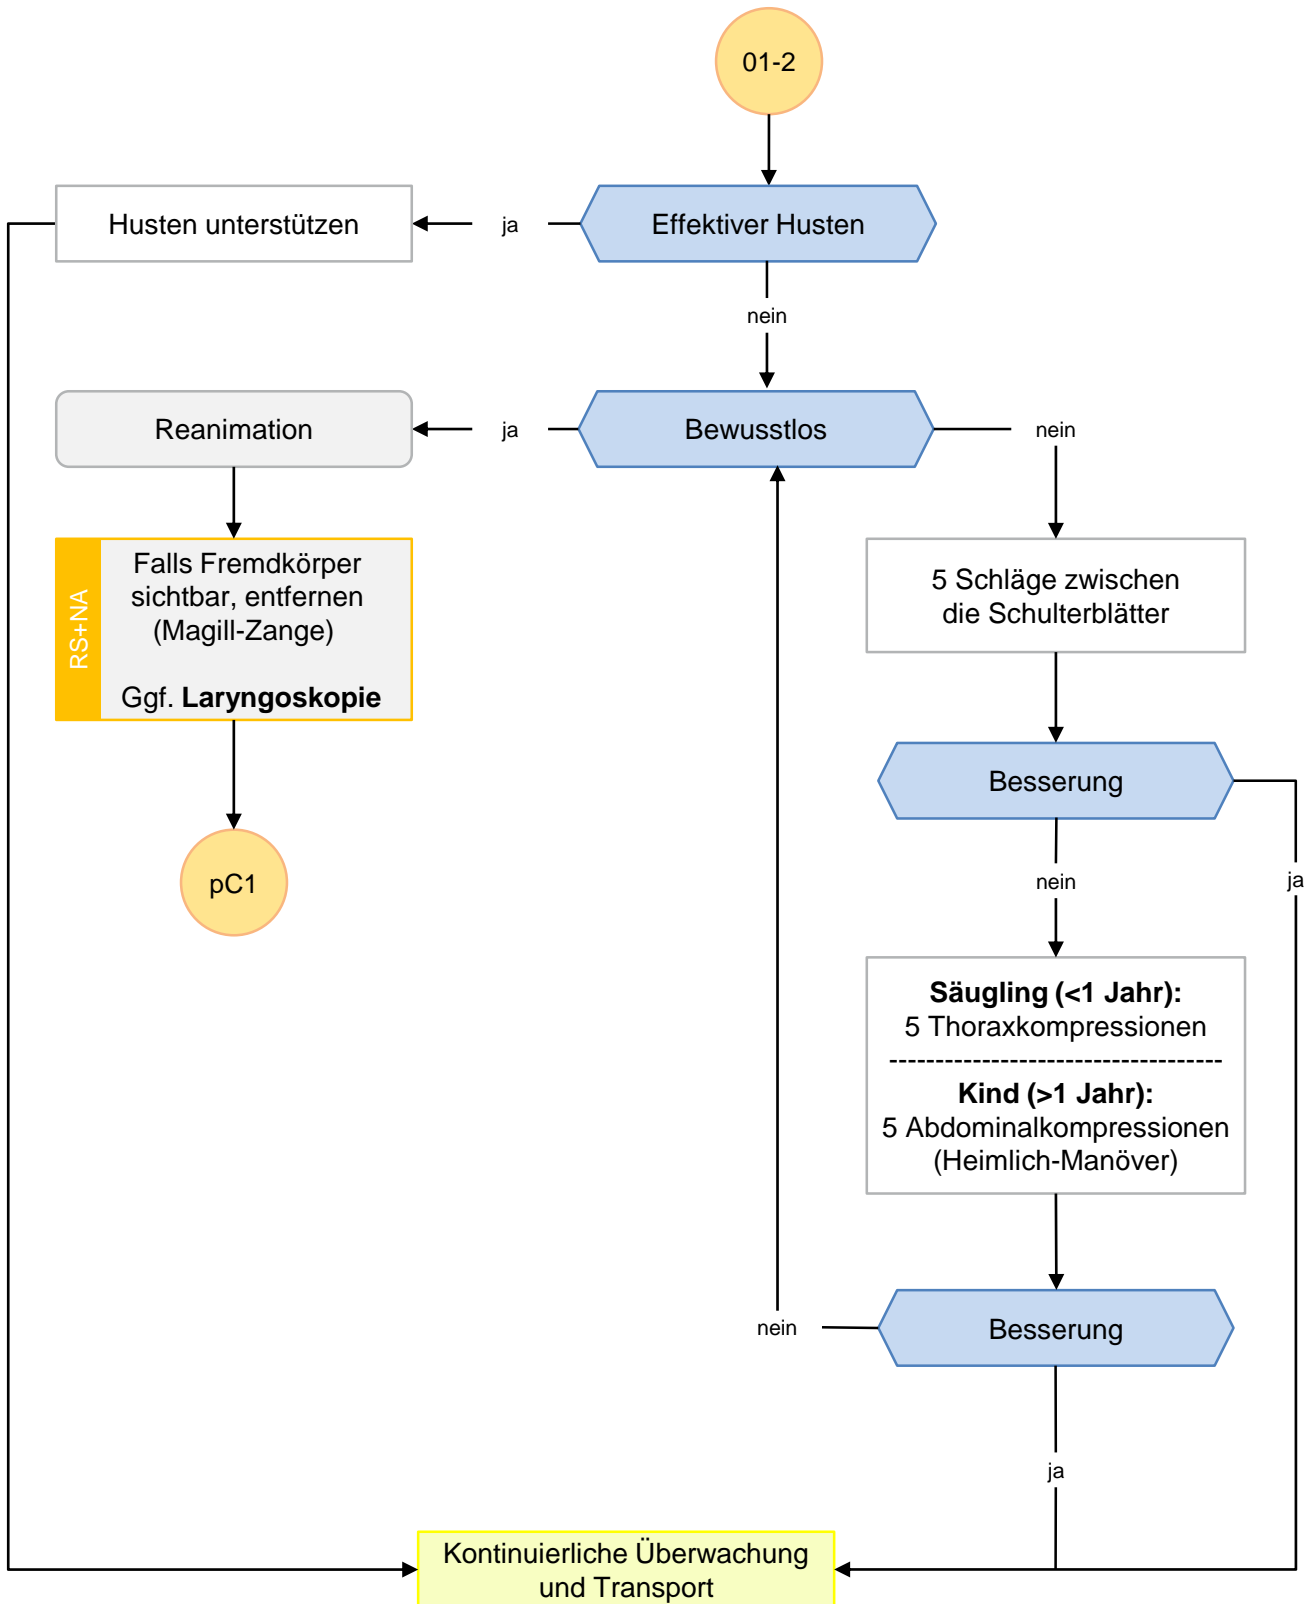 01-2
Husten unterstützen
ja
Effektiver Husten
nein
Reanimation
ja
Bewusstlos
nein
RS+NA
Falls Fremdkörper
sichtbar, entfernen
(Magill-Zange)
Ggf. Laryngoskopie
5 Schläge zwischen
die Schulterblätter
Besserung
pC1
nein
ja
Säugling (<1 Jahr):
5 Thoraxkompressionen
------------------------------------
Kind (>1 Jahr):
5 Abdominalkompressionen
(Heimlich-Manöver)
nein
Besserung
ja
Kontinuierliche Überwachung
und Transport